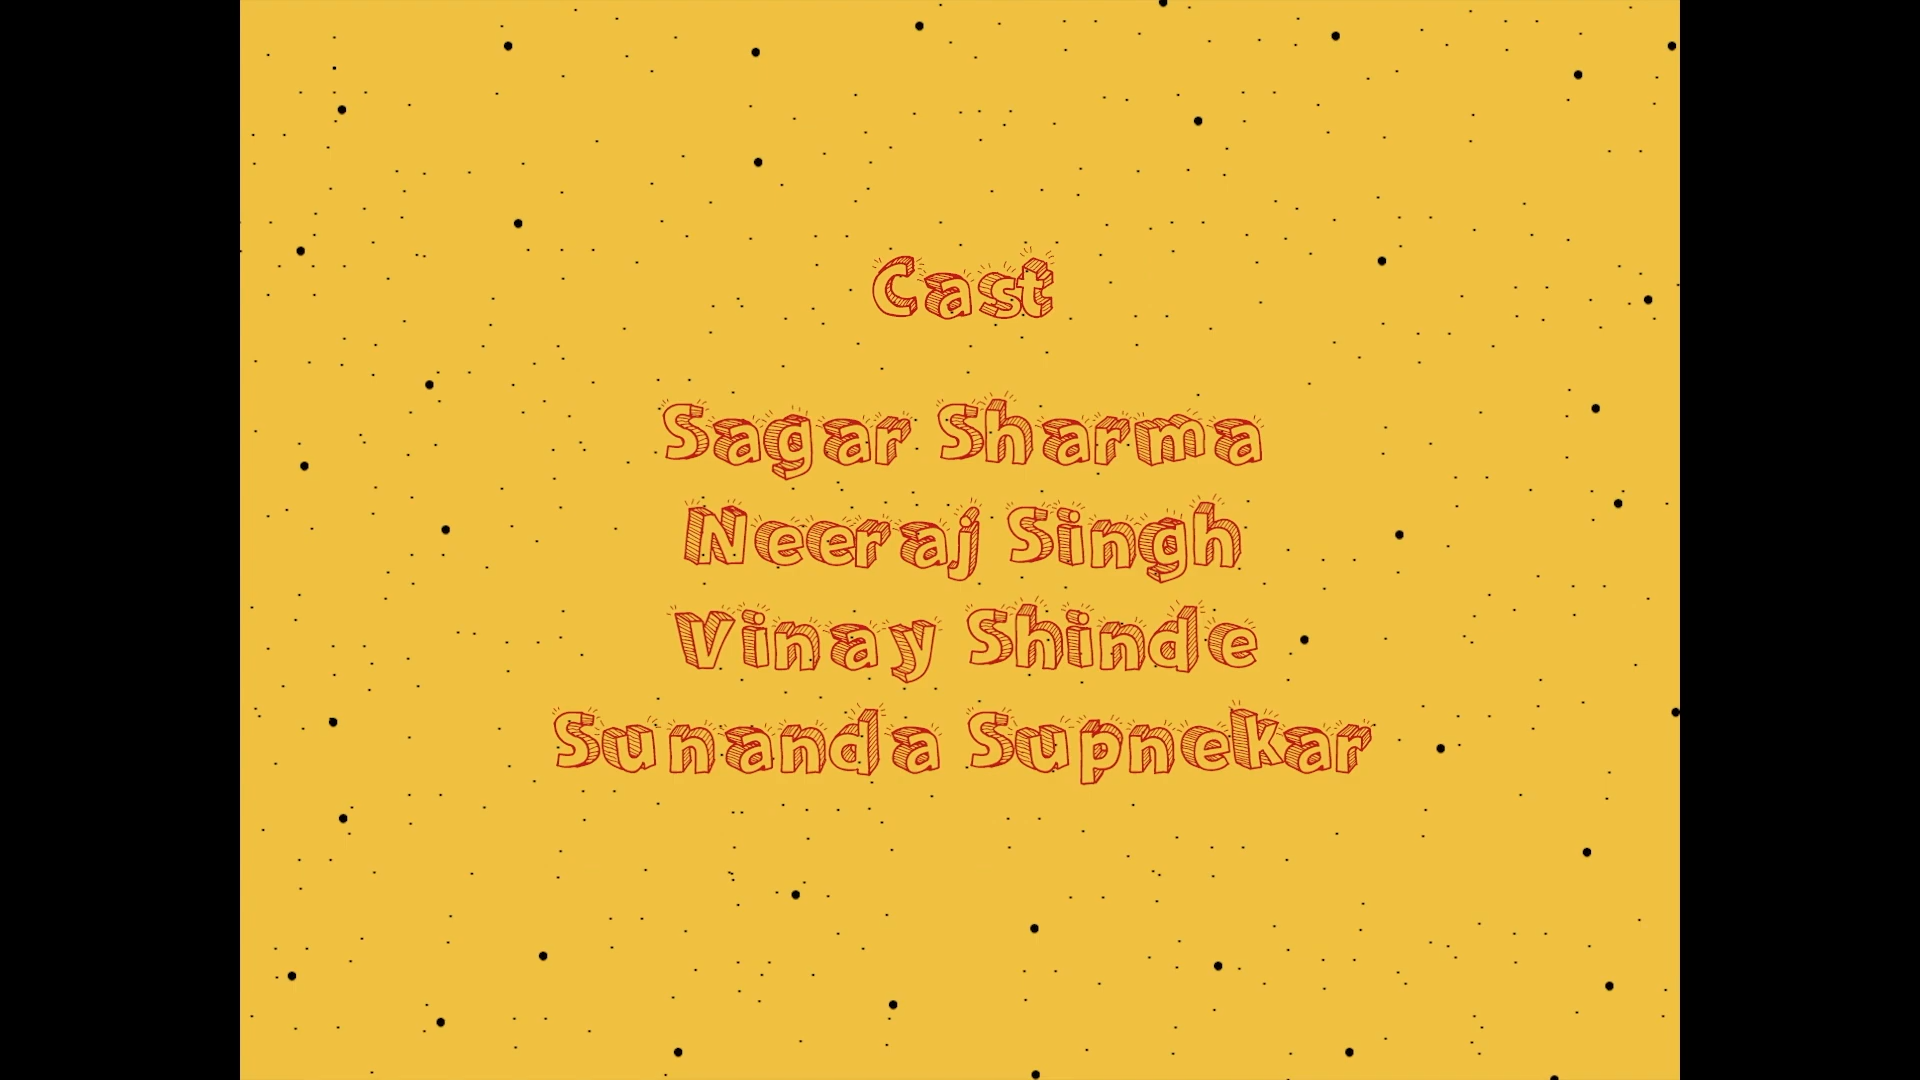 Cast
Sagar Sharma
Neeraj Singh
Vinay Shinde
Sunanda Supnekar